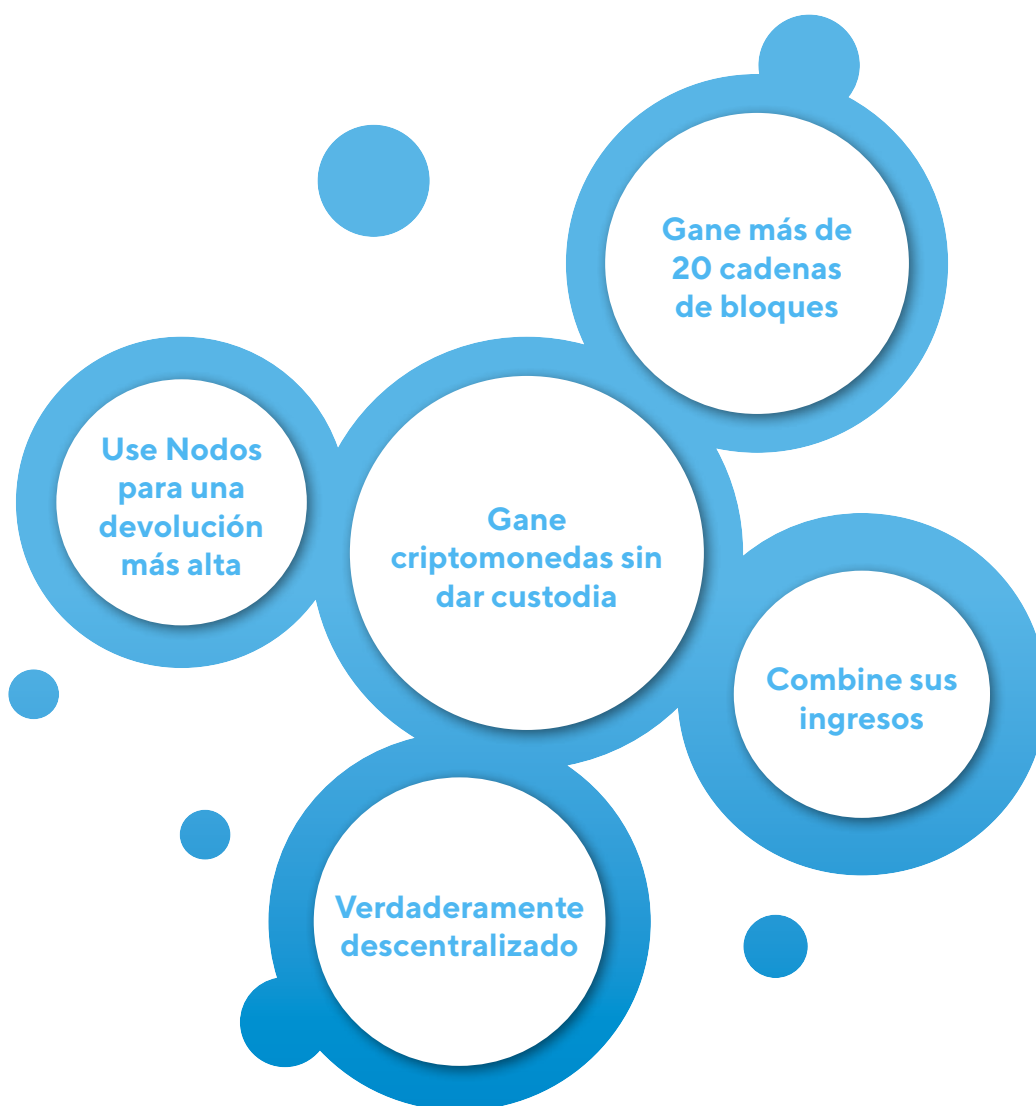 Gane más de
20 cadenas
de bloques
Use Nodos
para una
devolución
más alta
Gane
criptomonedas sin
dar custodia
Combine sus
ingresos
Verdaderamente
descentralizado